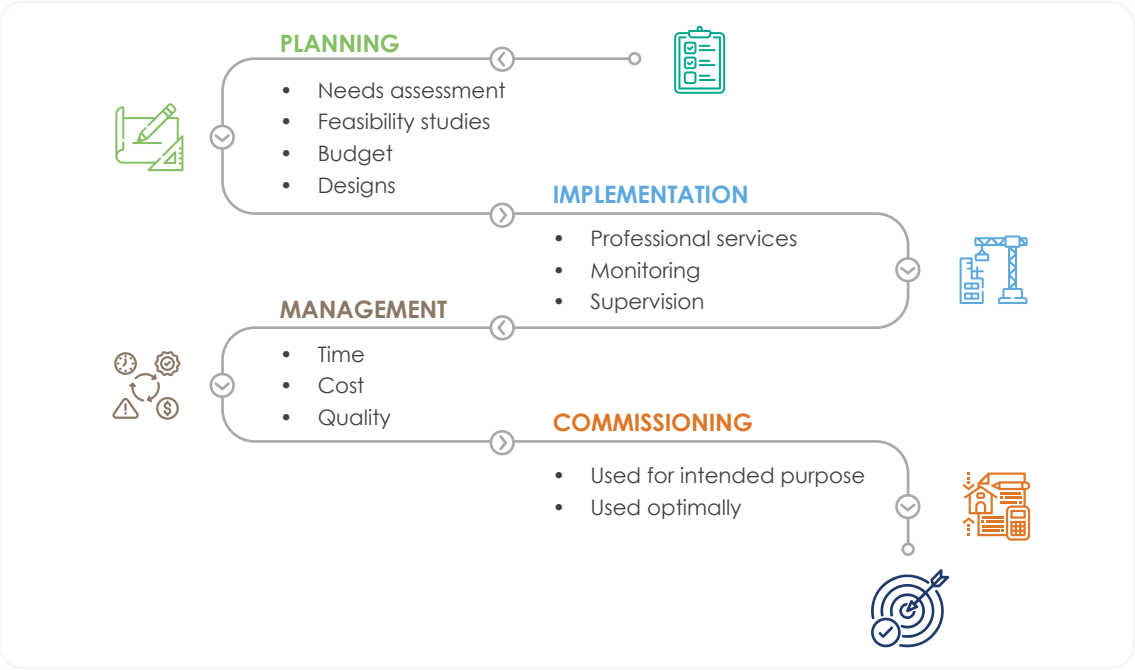 PLANNING
• Needs assessment
• Feasibility studies
• Budget
• Designs
IMPLEMENTATION
• Professional services
• Monitoring
• Supervision
MANAGEMENT
• Time
• Cost
• Quality
COMMISSIONING
• Used for intended purpose
• Used optimally